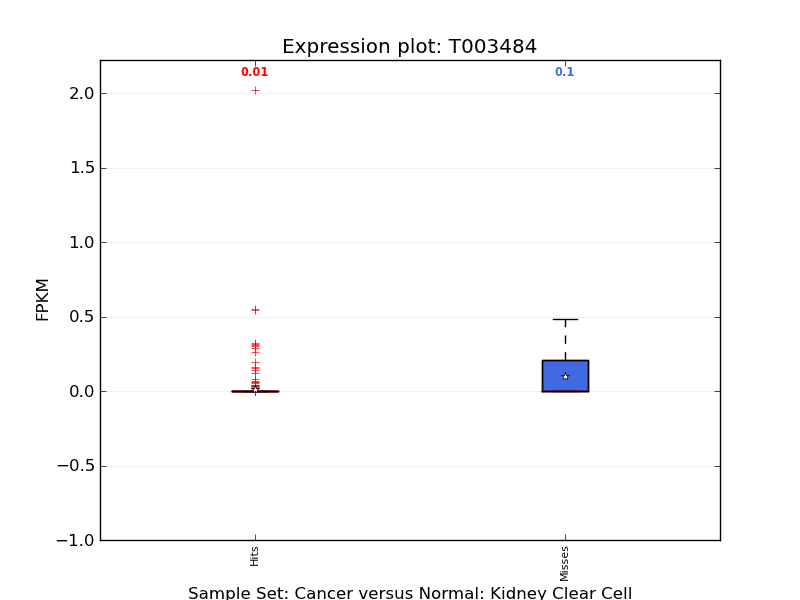 Expression plot: T003484
0.01
0.1
2.0
1.5
1.0
0.5
0.0
−0.5
−1.0
FPKM
Hits
Misses
Sample Set: Cancer versus Normal: Kidney Clear Cell